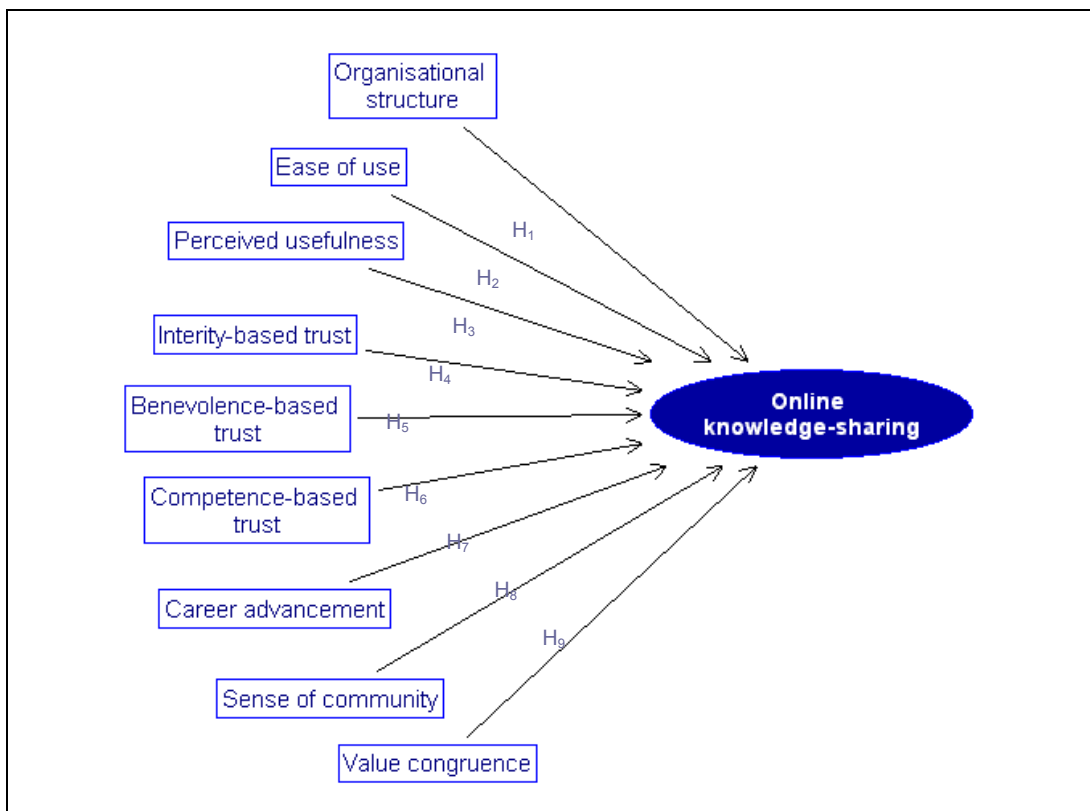 Organisational
structure
Ease of use
H1
Perceived usefulness
H2
H3
Interity-based trust
H4
Benevolence-based
trust
H5
Online
knowledge-sharing
Competence-based
trust
H6
H7
Career advancement
H8
H9
Sense of community
Value congruence